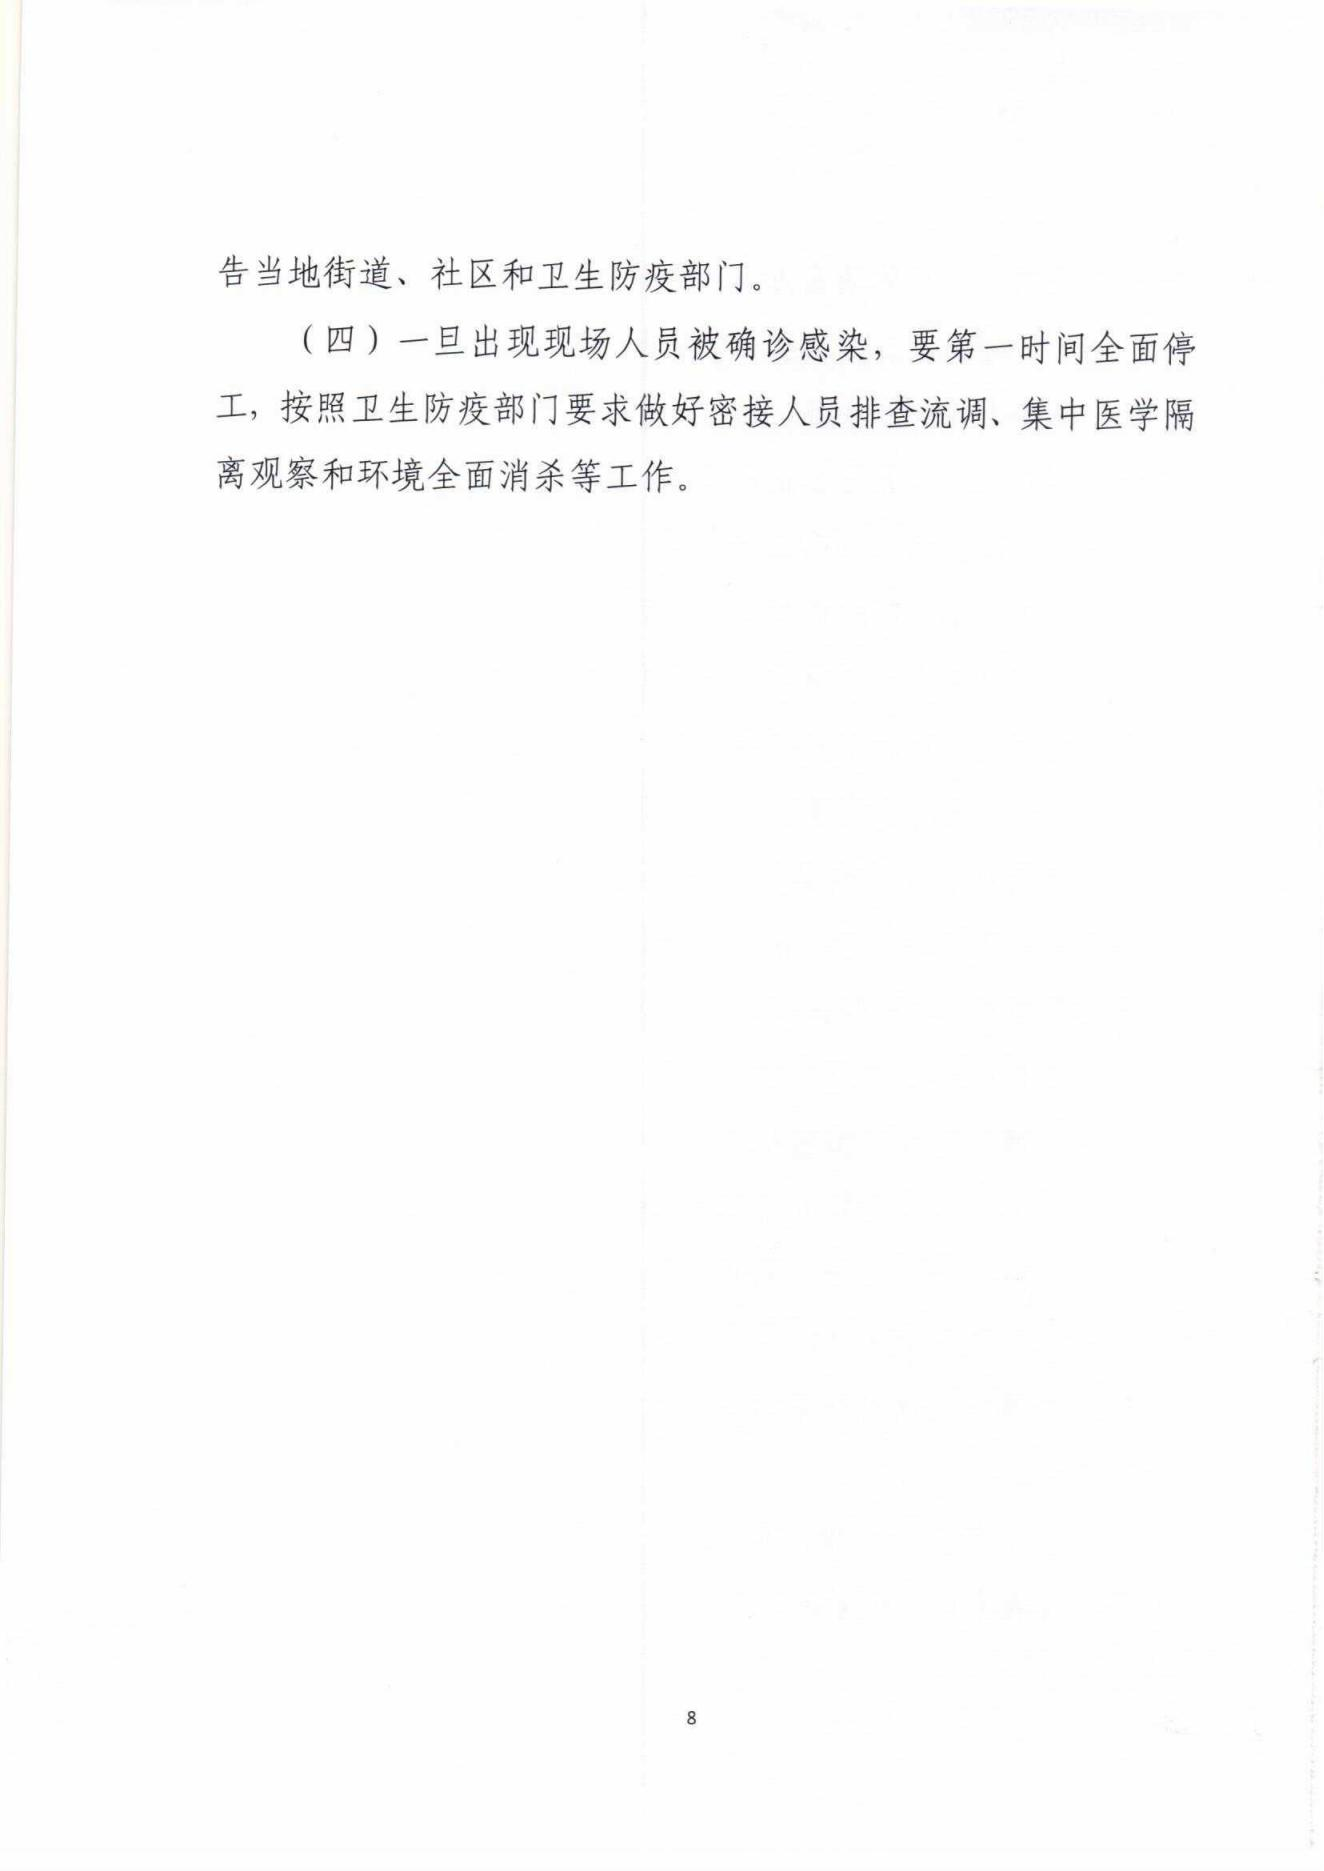 告当地街道、社区和卫生防疫部门。
（四）一旦出现现场人员被确诊感染，要第一时间全面停
工，按照卫生防疫部门要求做好密接人员排查流调、集中医学隔
离观察和环境全面消杀等工作。
8